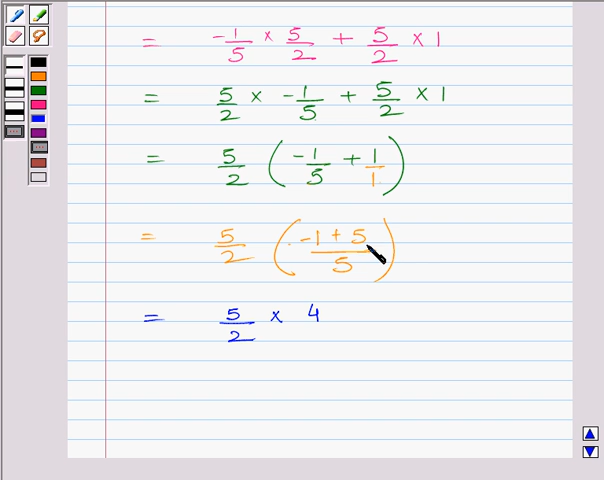 = -1/5 × 5/2 + 5/2 × 1
= 5/2 × -1/5 + 5/2 × 1
= 5/2 ( -1/5 + 1/1 )
= 5/2 ( -1 + 5 / 5 )
= 5/2 × 4